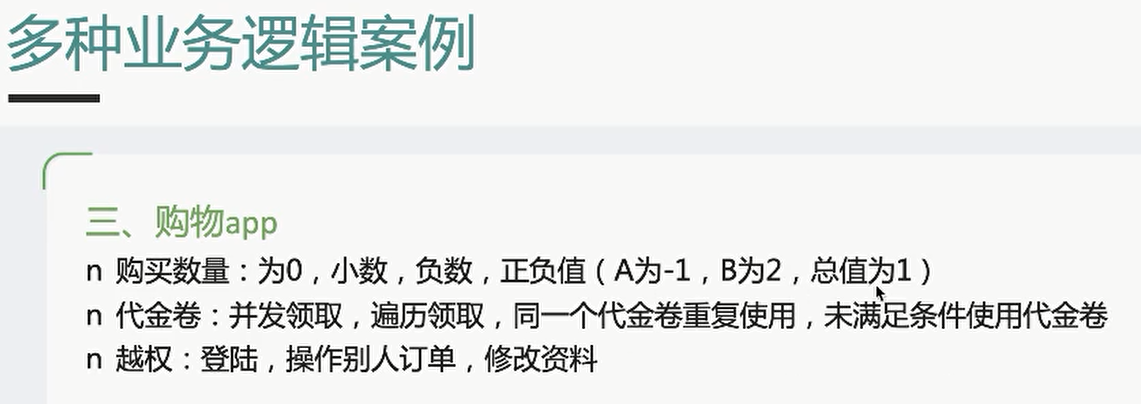 多种业务逻辑案例
三、购物app
n 购买数量：为0，小数，负数，正负值（A为-1，B为2，总值为1）
n 代金卷：并发领取，遍历领取，同一个代金卷重复使用，未满足条件使用代金卷
n 越权：登陆，操作别人订单，修改资料